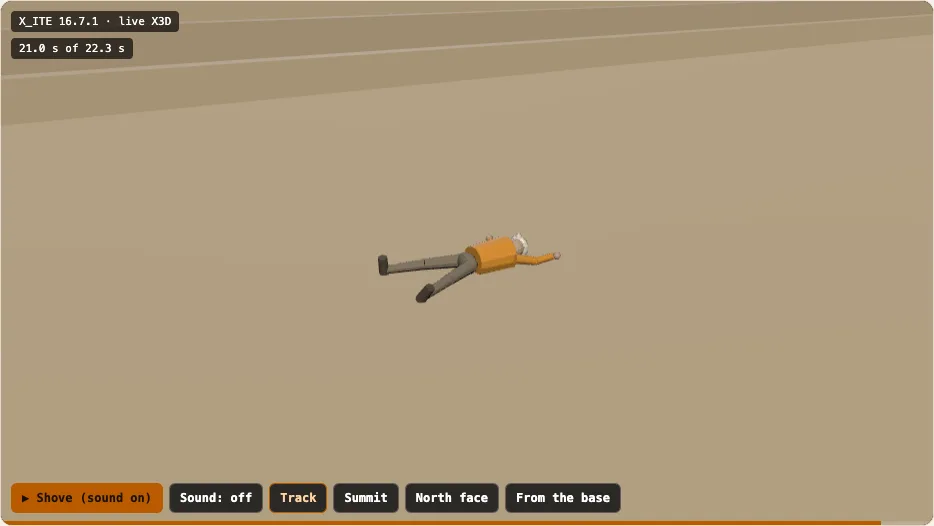 X_ITE 16.7.1 · live X3D
21.0 s of 22.3 s
▶ Shove (sound on) Sound: off Track Summit North face From the base